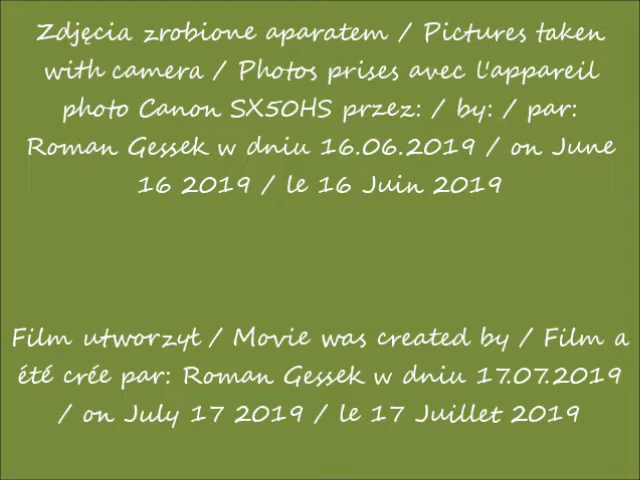 Zdjęcia zrobione aparatem / Pictures taken
with camera / Photos prises avec l'appareil
photo Canon SX50HS przez: / by: / par:
Roman Gessek w dniu 16.06.2019 / on June
16 2019 / le 16 Juin 2019
Film utworzył / Movie was created by / Film a
été crée par: Roman Gessek w dniu 17.07.2019
/ on July 17 2019 / le 17 Juillet 2019